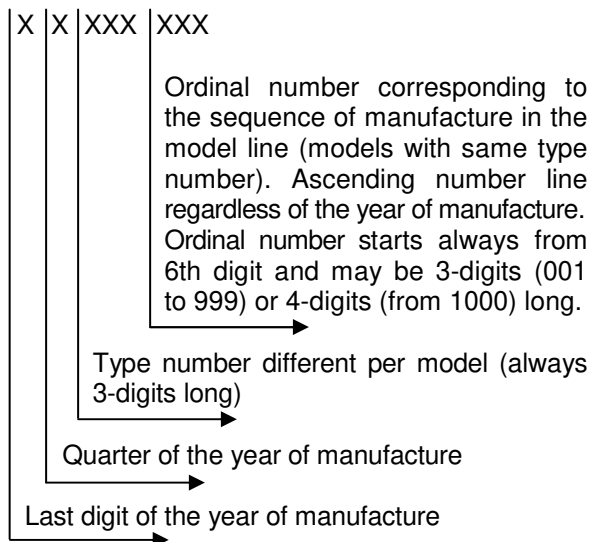 X X XXX XXX
Ordinal number corresponding to
the sequence of manufacture in the
model line (models with same type
number). Ascending number line
regardless of the year of manufacture.
Ordinal number starts always from
6th digit and may be 3-digits (001
to 999) or 4-digits (from 1000) long.
Type number different per model (always
3-digits long)
Quarter of the year of manufacture
Last digit of the year of manufacture